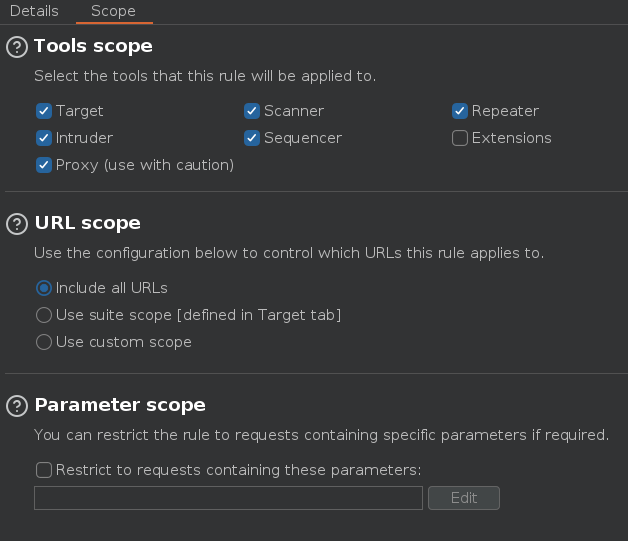 Details Scope
Tools scope
Select the tools that this rule will be applied to.
Target Scanner Repeater
Intruder Sequencer Extensions
Proxy (use with caution)
URL scope
Use the configuration below to control which URLs this rule applies to.
Include all URLs
Use suite scope [defined in Target tab]
Use custom scope
Parameter scope
You can restrict the rule to requests containing specific parameters if required.
Restrict to requests containing these parameters:
Edit